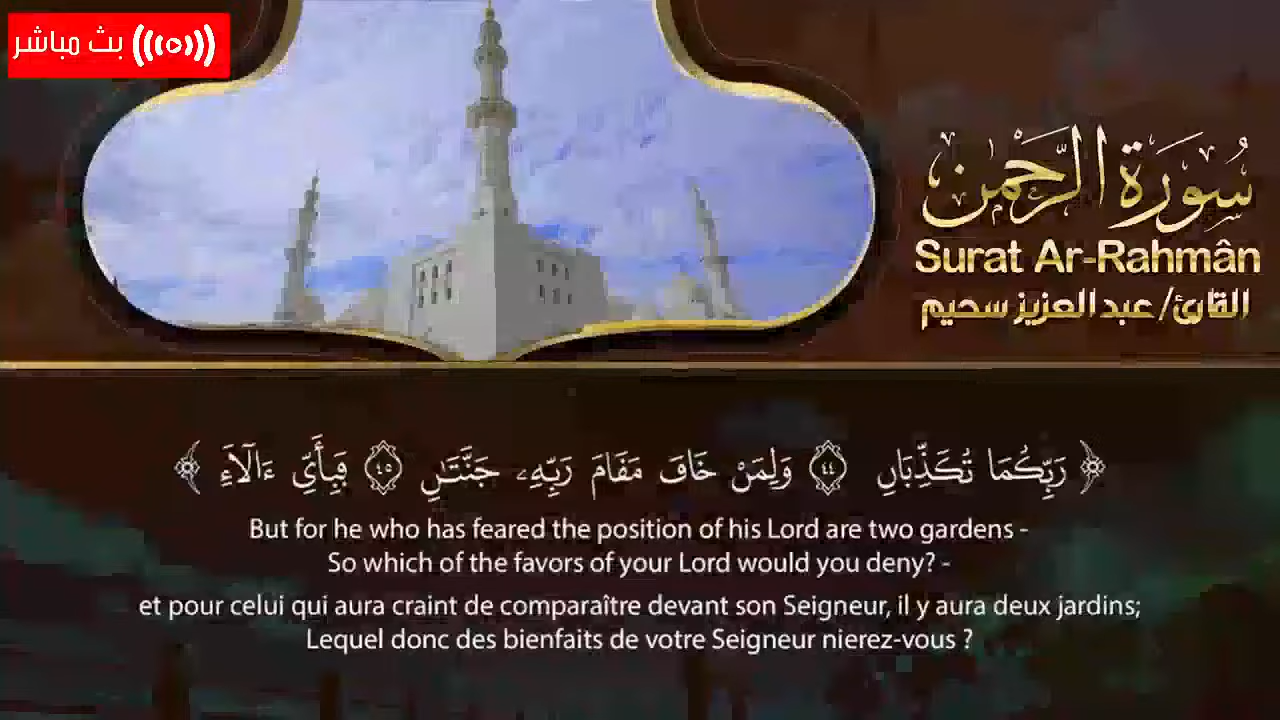 بث مباشر
سُورَةُ الرَّحْمَٰن
Surat Ar-Rahmân
القارئ/ عبد العزيز سحيم
﴿ رَبِّكُمَا تُكَذِّبَانِ ٤٤ وَلِمَنْ خَافَ مَقَامَ رَبِّهِۦ جَنَّتَانِ ٤٥ فَبِأَيِّ ءَالَآءِ ﴾
But for he who has feared the position of his Lord are two gardens -
So which of the favors of your Lord would you deny? -
et pour celui qui aura craint de comparaître devant son Seigneur, il y aura deux jardins;
Lequel donc des bienfaits de votre Seigneur nierez-vous ?